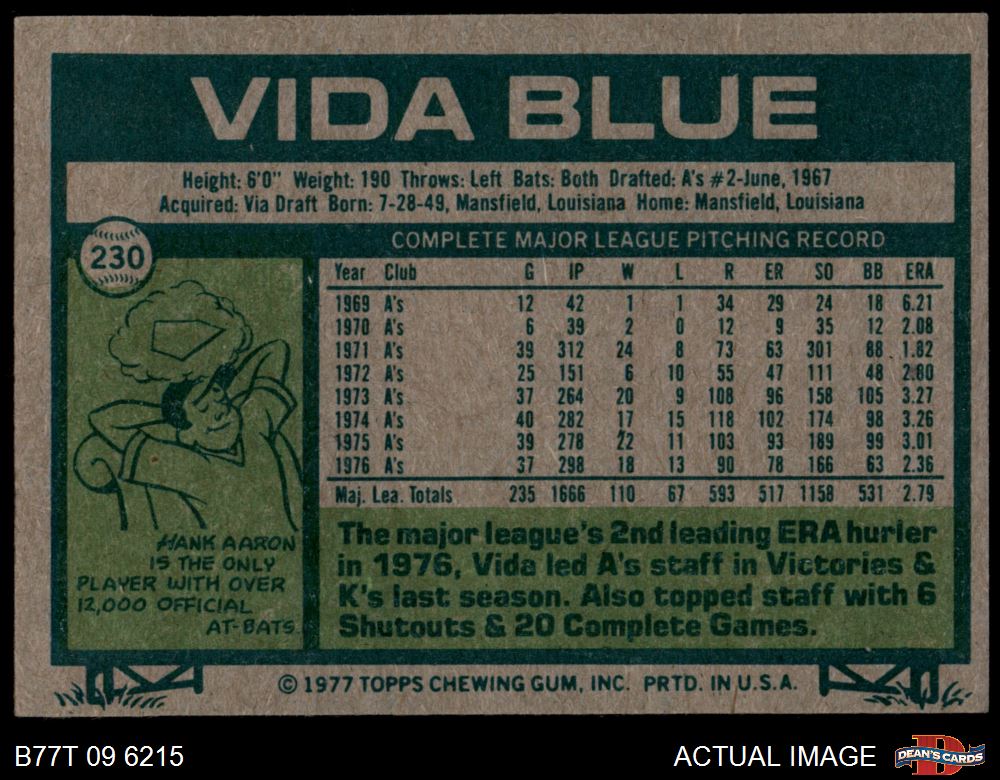 VIDA BLUE
Height: 6'0" Weight: 190 Throws: Left Bats: Both Drafted: A's #2-June, 1967
Acquired: Via Draft Born: 7-28-49, Mansfield, Louisiana Home: Mansfield, Louisiana
230
COMPLETE MAJOR LEAGUE PITCHING RECORD
Year Club G IP W L R ER SO BB ERA
1969 A's 12 42 1 1 34 29 24 18 6.21
1970 A's 6 39 2 0 12 9 35 12 2.08
1971 A's 39 312 24 8 73 63 301 88 1.82
1972 A's 25 151 6 10 55 47 111 48 2.80
1973 A's 37 264 20 9 108 96 158 105 3.27
1974 A's 40 282 17 15 118 102 174 98 3.26
1975 A's 39 278 22 11 103 93 189 99 3.01
1976 A's 37 298 18 13 90 78 166 63 2.36
Maj. Lea. Totals 235 1666 110 67 593 517 1158 531 2.79
HANK AARON
IS THE ONLY
PLAYER WITH OVER
12,000 OFFICIAL
AT-BATS
The major league's 2nd leading ERA hurler
in 1976, Vida led A's staff in Victories &
K's last season. Also topped staff with 6
Shutouts & 20 Complete Games.
© 1977 TOPPS CHEWING GUM, INC. PRTD. IN U.S.A.
B77T 09 6215
ACTUAL IMAGE
D
DEAN'S CARDS